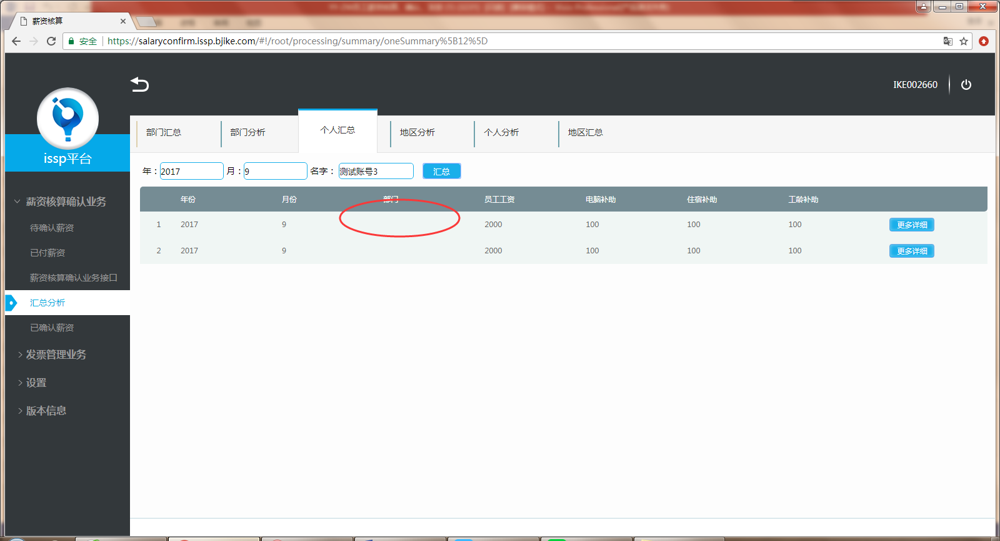 薪资核算
安全
https://salaryconfirm.issp.bjike.com/#!/root/processing/summary/oneSummary%5B12%5D
IKE002660
issp平台
部门汇总 部门分析 个人汇总 地区分析 个人分析 地区汇总
年：2017 月：9 名字：测试账号3 汇总
年份 月份 部门 员工工资 电脑补助 住宿补助 工龄补助
1 2017 9 2000 100 100 100 更多详细
2 2017 9 2000 100 100 100 更多详细
薪资核算确认业务
待确认薪资
已付薪资
薪资核算确认业务接口
汇总分析
已确认薪资
发票管理业务
设置
版本信息